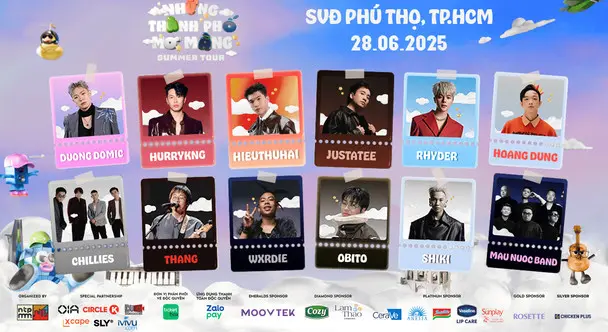 NHỮNG
THÀNH PHỐ
MƠ MÀNG
SUMMER TOUR
SVĐ PHÚ THỌ, TP.HCM
28.06.2025
DUONG DOMIC
HURRYKNG
HIEUTHUHAI
JUSTATEE
RHYDER
HOANG DUNG
CHILLIES
THANG
WXRDIE
OBITO
SHIKI
MAU NUOC BAND
ORGANIZED BY
SPECIAL PARTNERSHIP
ĐƠN VỊ PHÂN PHỐI
VÉ ĐỘC QUYỀN
ỨNG DỤNG THANH
TOÁN ĐỘC QUYỀN
EMERALDS SPONSOR
DIAMOND SPONSOR
PLATINUM SPONSOR
GOLD SPONSOR
SILVER SPONSOR
CIRCLE K
xcape
SLY
Zalo
pay
MOOVTEK
Cozy
Lam
Thảo
CeraVe
Vaseline
LIP CARE
Sunplay
ROSETTE
CHICKEN PLUS